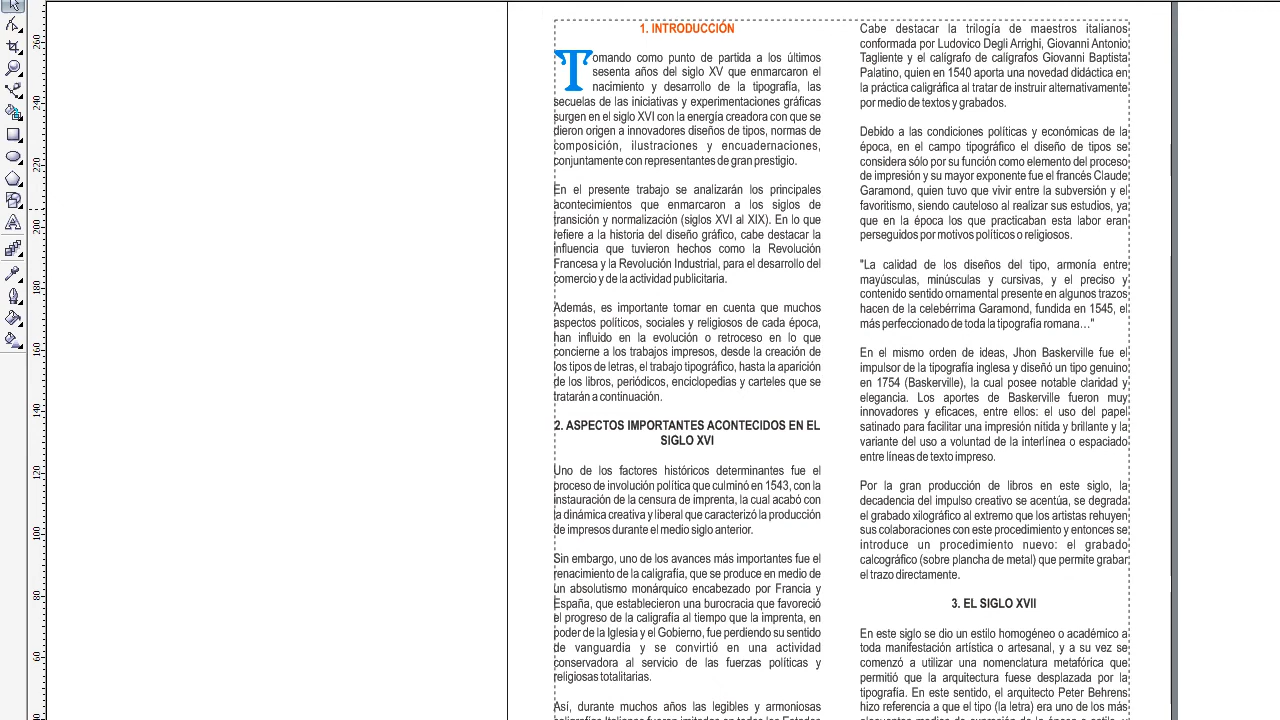 260
240
220
200
180
160
140
120
100
80
60
1. INTRODUCCIÓN
Tomando como punto de partida a los últimos
sesenta años del siglo XV que enmarcaron el
nacimiento y desarrollo de la tipografía, las
secuelas de las iniciativas y experimentaciones gráficas
surgen en el siglo XVI con la energía creadora con que se
dieron origen a innovadores diseños de tipos, normas de
composición, ilustraciones y encuadernaciones,
conjuntamente con representantes de gran prestigio.
En el presente trabajo se analizarán los principales
acontecimientos que enmarcaron a los siglos de
transición y normalización (siglos XVI al XIX). En lo que
refiere a la historia del diseño gráfico, cabe destacar la
influencia que tuvieron hechos como la Revolución
Francesa y la Revolución Industrial, para el desarrollo del
comercio y de la actividad publicitaria.
Además, es importante tomar en cuenta que muchos
aspectos políticos, sociales y religiosos de cada época,
han influido en la evolución o retroceso en lo que
concierne a los trabajos impresos, desde la creación de
los tipos de letras, el trabajo tipográfico, hasta la aparición
de los libros, periódicos, enciclopedias y carteles que se
tratarán a continuación.
2. ASPECTOS IMPORTANTES ACONTECIDOS EN EL
SIGLO XVI
Uno de los factores históricos determinantes fue el
proceso de involución política que culminó en 1543, con la
instauración de la censura de imprenta, la cual acabó con
la dinámica creativa y liberal que caracterizó la producción
de impresos durante el medio siglo anterior.
Sin embargo, uno de los avances más importantes fue el
renacimiento de la caligrafía, que se produce en medio de
un absolutismo monárquico encabezado por Francia y
España, que establecieron una burocracia que favoreció
el progreso de la caligrafía al tiempo que la imprenta, en
poder de la Iglesia y el Gobierno, fue perdiendo su sentido
de vanguardia y se convirtió en una actividad
conservadora al servicio de las fuerzas políticas y
religiosas totalitarias.
Así, durante muchos años las legibles y armoniosas
Cabe destacar la trilogía de maestros italianos
conformada por Ludovico Degli Arrighi, Giovanni Antonio
Tagliente y el calígrafo de calígrafos Giovanni Baptista
Palatino, quien en 1540 aporta una novedad didáctica en
la práctica caligráfica al tratar de instruir alternativamente
por medio de textos y grabados.
Debido a las condiciones políticas y económicas de la
época, en el campo tipográfico el diseño de tipos se
considera sólo por su función como elemento del proceso
de impresión y su mayor exponente fue el francés Claude
Garamond, quien tuvo que vivir entre la subversión y el
favoritismo, siendo cauteloso al realizar sus estudios, ya
que en la época los que practicaban esta labor eran
perseguidos por motivos políticos o religiosos.
"La calidad de los diseños del tipo, armonía entre
mayúsculas, minúsculas y cursivas, y el preciso y
contenido sentido ornamental presente en algunos trazos
hacen de la celebérrima Garamond, fundida en 1545, el
más perfeccionado de toda la tipografía romana…"
En el mismo orden de ideas, Jhon Baskerville fue el
impulsor de la tipografía inglesa y diseñó un tipo genuino
en 1754 (Baskerville), la cual posee notable claridad y
elegancia. Los aportes de Baskerville fueron muy
innovadores y eficaces, entre ellos: el uso del papel
satinado para facilitar una impresión nítida y brillante y la
variante del uso a voluntad de la interlínea o espaciado
entre líneas de texto impreso.
Por la gran producción de libros en este siglo, la
decadencia del impulso creativo se acentúa, se degrada
el grabado xilográfico al extremo que los artistas rehuyen
sus colaboraciones con este procedimiento y entonces se
introduce un procedimiento nuevo: el grabado
calcográfico (sobre plancha de metal) que permite grabar
el trazo directamente.
3. EL SIGLO XVII
En este siglo se dio un estilo homogéneo o académico a
toda manifestación artística o artesanal, y a su vez se
comenzó a utilizar una nomenclatura metafórica que
permitió que la arquitectura fuese desplazada por la
tipografía. En este sentido, el arquitecto Peter Behrens
hizo referencia a que el tipo (la letra) era uno de los más